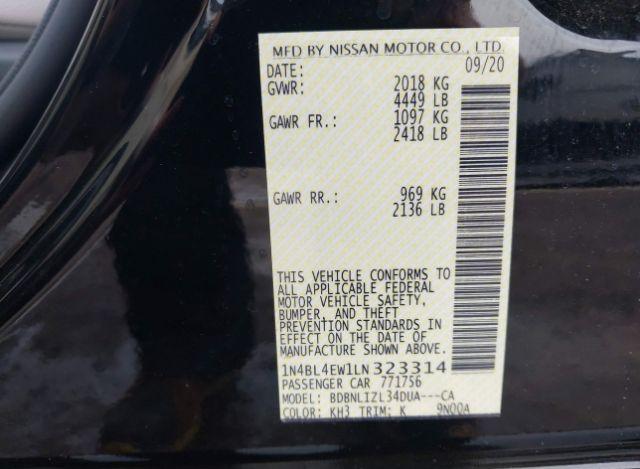 MFD BY NISSAN MOTOR CO., LTD.
DATE: 09/20
GVWR: 2018 KG
4449 LB
GAWR FR.: 1097 KG
2418 LB
GAWR RR.: 969 KG
2136 LB
THIS VEHICLE CONFORMS TO
ALL APPLICABLE FEDERAL
MOTOR VEHICLE SAFETY,
BUMPER, AND THEFT
PREVENTION STANDARDS IN
EFFECT ON THE DATE OF
MANUFACTURE SHOWN ABOVE.
1N4BL4EW1LN323314
PASSENGER CAR 771756
MODEL: BDBNLIZL34DUA---CA
COLOR: KH3 TRIM: K 9NOOA